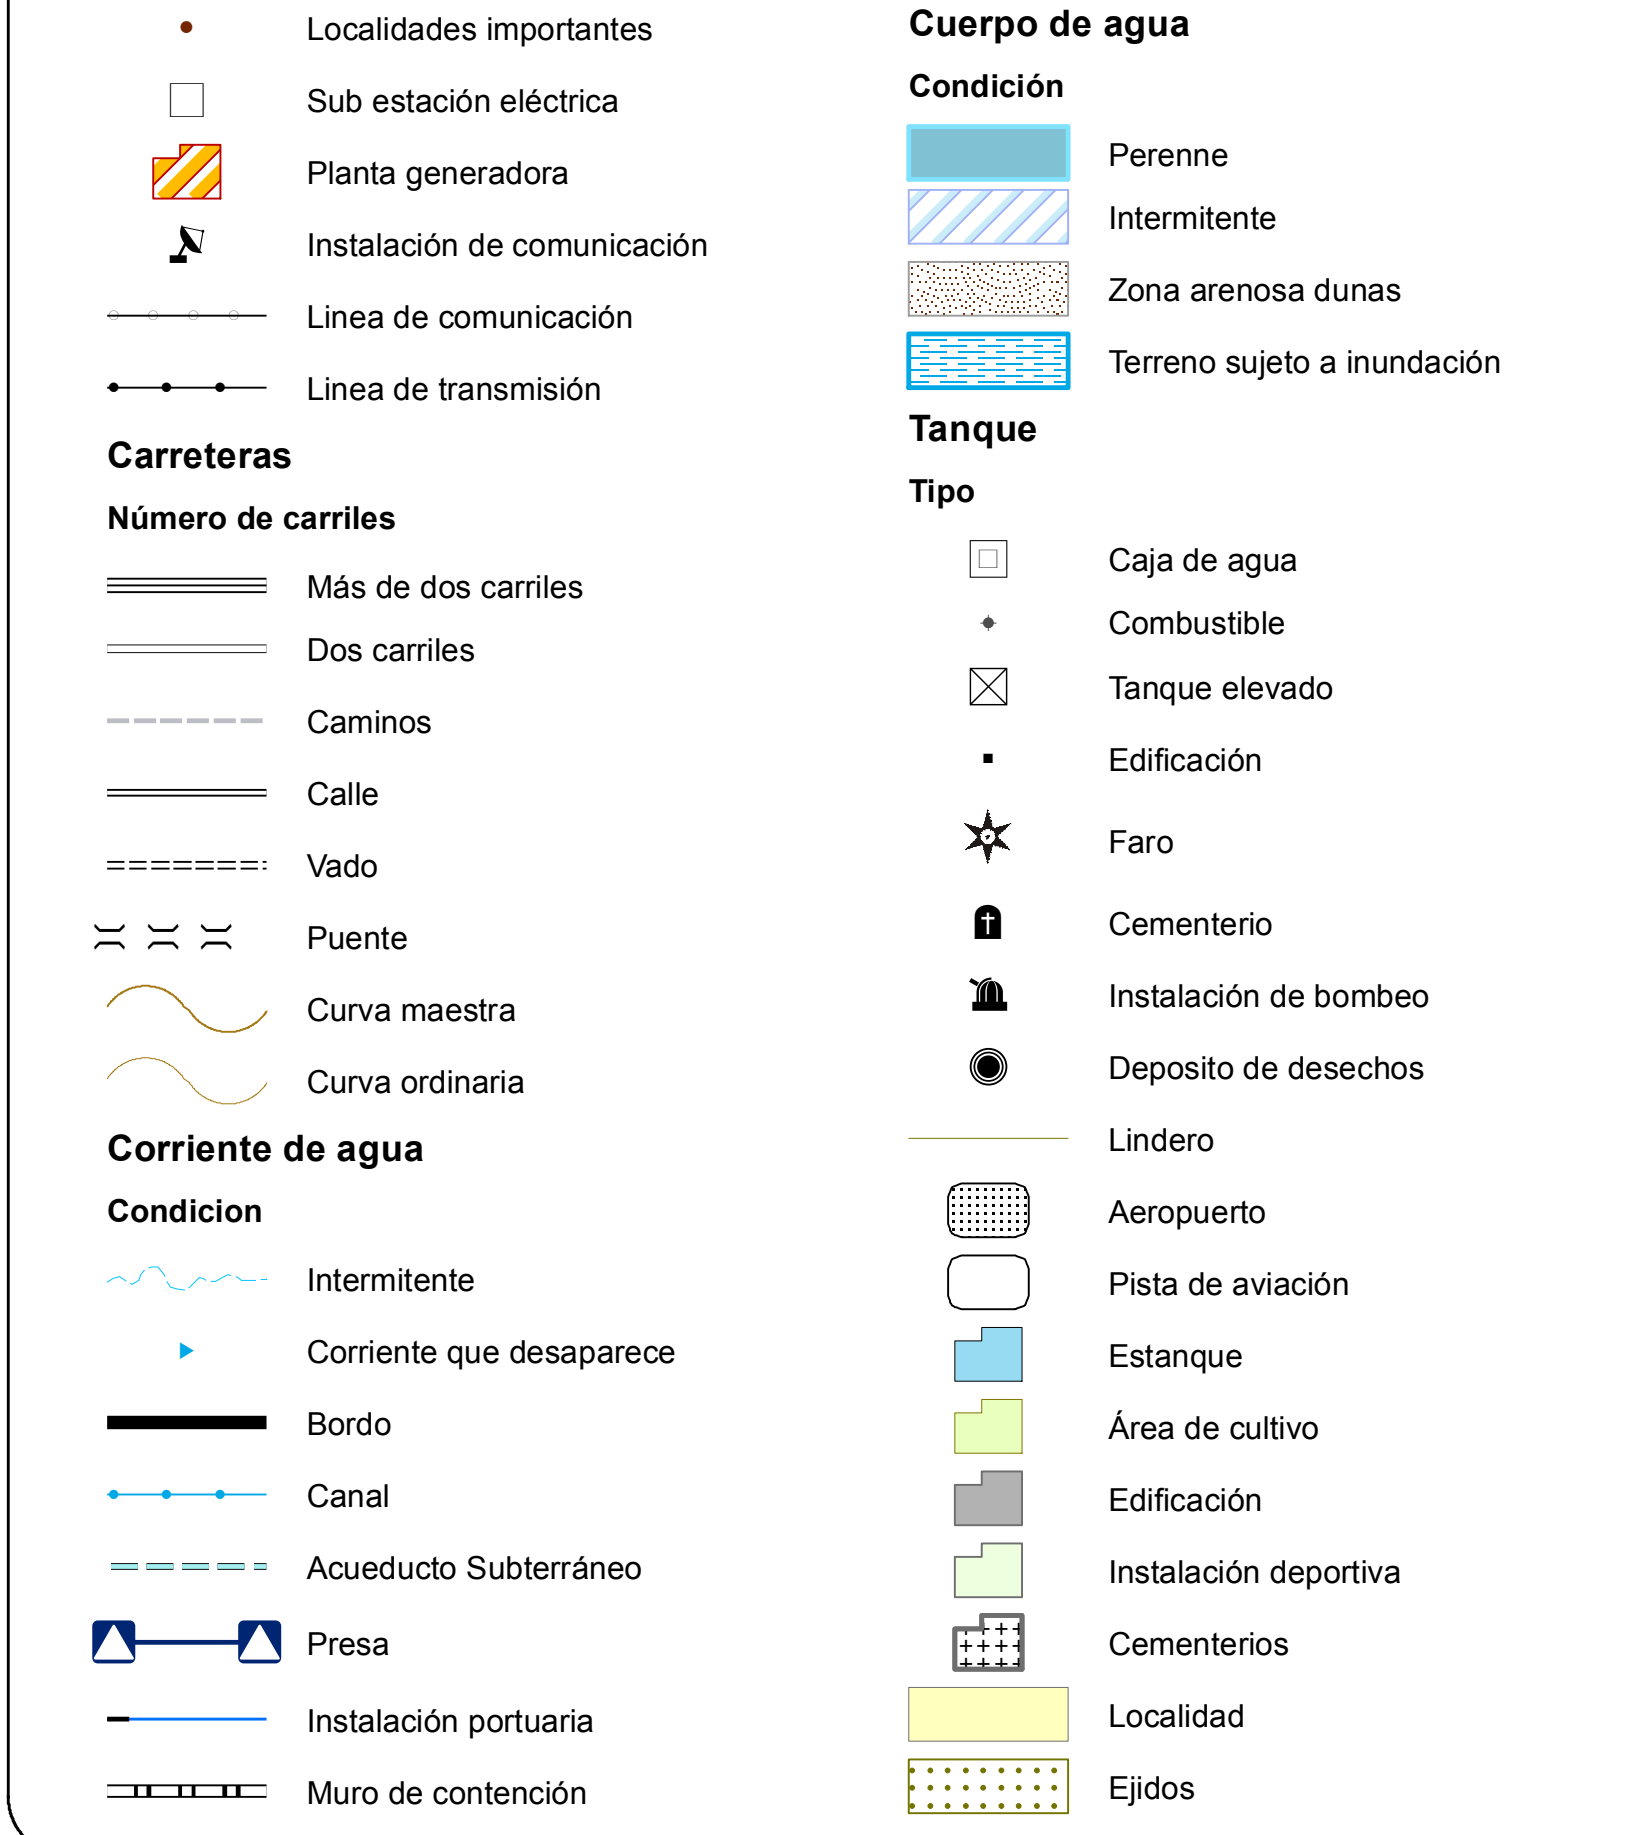 Localidades importantes
Sub estación eléctrica
Planta generadora
Instalación de comunicación
Linea de comunicación
Linea de transmisión
Carreteras
Número de carriles
Más de dos carriles
Dos carriles
Caminos
Calle
Vado
Puente
Curva maestra
Curva ordinaria
Corriente de agua
Condicion
Intermitente
Corriente que desaparece
Bordo
Canal
Acueducto Subterráneo
Presa
Instalación portuaria
Muro de contención
Cuerpo de agua
Condición
Perenne
Intermitente
Zona arenosa dunas
Terreno sujeto a inundación
Tanque
Tipo
Caja de agua
Combustible
Tanque elevado
Edificación
Faro
Cementerio
Instalación de bombeo
Deposito de desechos
Lindero
Aeropuerto
Pista de aviación
Estanque
Área de cultivo
Edificación
Instalación deportiva
Cementerios
Localidad
Ejidos